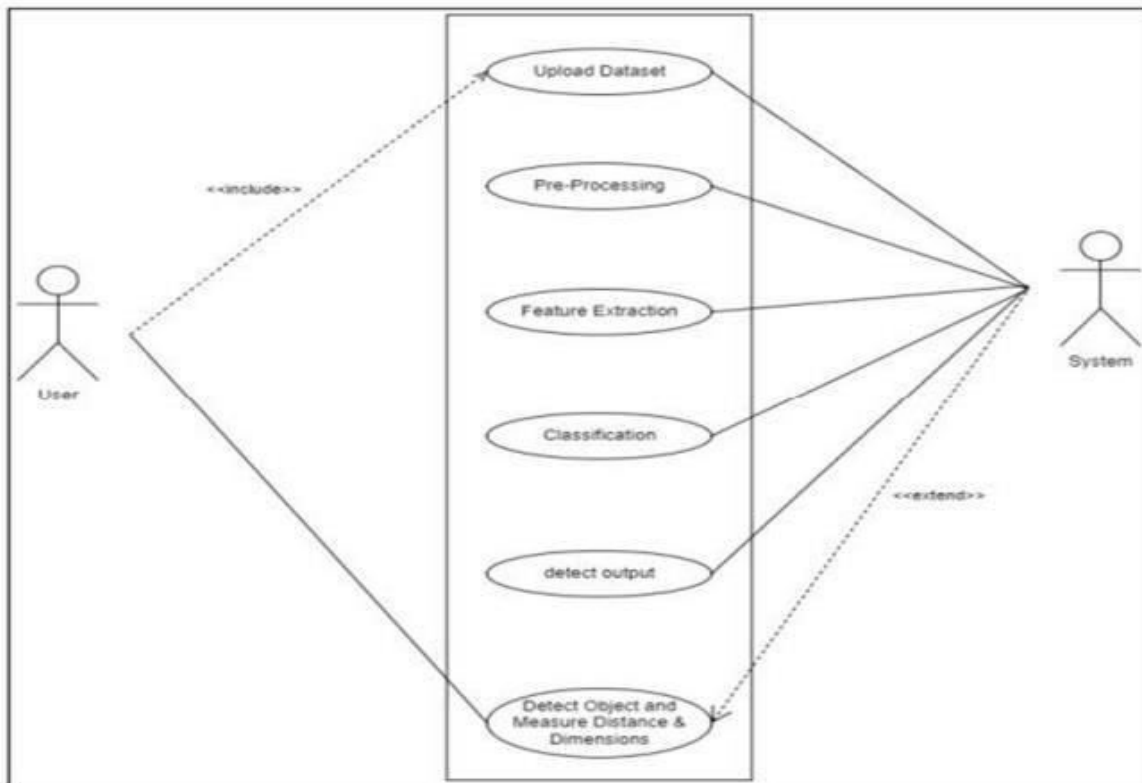 Upload Dataset
<<include>>
Pre-Processing
Feature Extraction
User
System
Classification
<<extend>>
detect output
Detect Object and
Measure Distance &
Dimensions